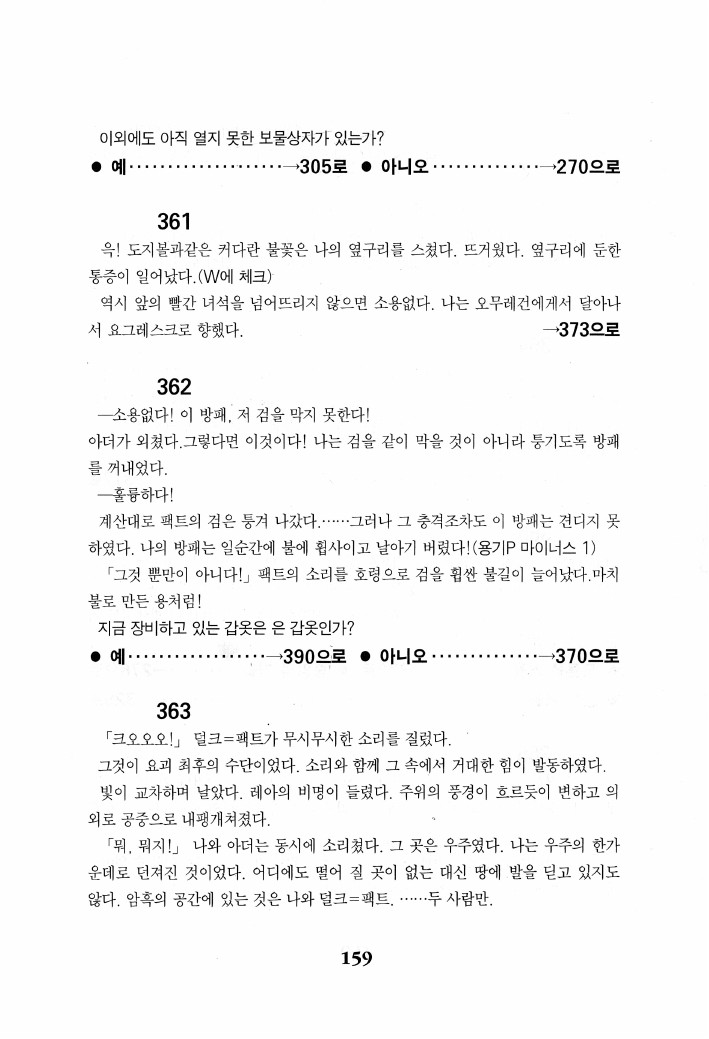 이외에도 아직 열지 못한 보물상자가 있는가?
● 예····················→305로 ● 아니오··············→270으로
361
윽! 도지볼과같은 커다란 불꽃은 나의 옆구리를 스쳤다. 뜨거웠다. 옆구리에 둔한
통증이 일어났다.(W에 체크)
역시 앞의 빨간 녀석을 넘어뜨리지 않으면 소용없다. 나는 오무레건에게서 달아나
서 요그레스크로 향했다. →373으로
362
―소용없다! 이 방패, 저 검을 막지 못한다!
아더가 외쳤다.그렇다면 이것이다! 나는 검을 같이 막을 것이 아니라 퉁기도록 방패
를 꺼내었다.
―훌륭하다!
계산대로 팩트의 검은 퉁겨 나갔다.……그러나 그 충격조차도 이 방패는 견디지 못
하였다. 나의 방패는 일순간에 불에 휩사이고 날아기 버렸다!(용기P 마이너스 1)
「그것 뿐만이 아니다!」 팩트의 소리를 호령으로 검을 휩싼 불길이 늘어났다.마치
불로 만든 용처럼!
지금 장비하고 있는 갑옷은 은 갑옷인가?
● 예··················→390으로 ● 아니오··············→370으로
363
「크오오오!」 덜크=팩트가 무시무시한 소리를 질렀다.
그것이 요괴 최후의 수단이었다. 소리와 함께 그 속에서 거대한 힘이 발동하였다.
빛이 교차하며 날았다. 레아의 비명이 들렸다. 주위의 풍경이 흐르듯이 변하고 의
외로 공중으로 내팽개쳐졌다.
「뭐, 뭐지!」 나와 아더는 동시에 소리쳤다. 그 곳은 우주였다. 나는 우주의 한가
운데로 던져진 것이었다. 어디에도 떨어 질 곳이 없는 대신 땅에 발을 딛고 있지도
않다. 암흑의 공간에 있는 것은 나와 덜크=팩트. ……두 사람만.
159